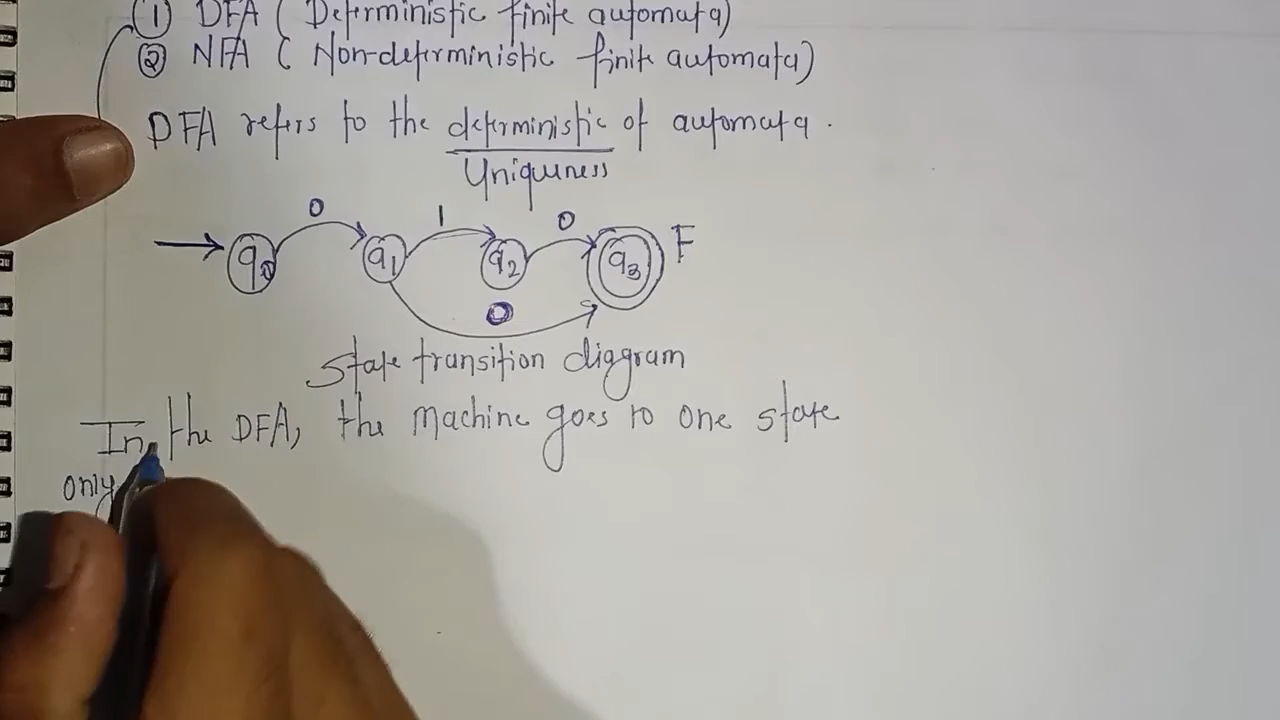 ① DFA ( Deterministic finite automata)
② NFA ( Non-deterministic finite automata)
DFA refers to the deterministic of automata .
Uniqueness
0 1 0
q0 q1 q2 q3 F
0
State transition diagram
In the DFA, the machine goes to one state
only